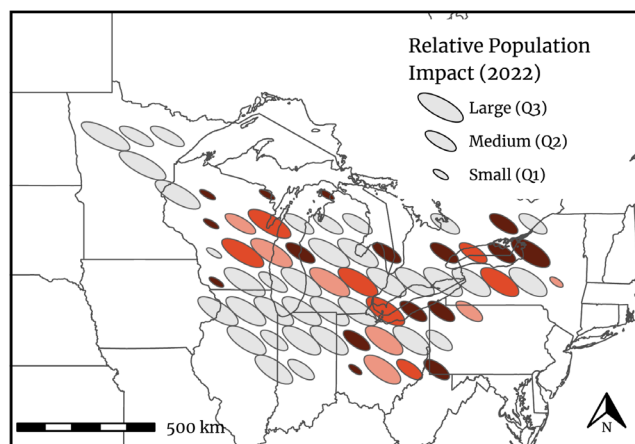 Relative Population
Impact (2022)
Large (Q3)
Medium (Q2)
Small (Q1)
500 km
N